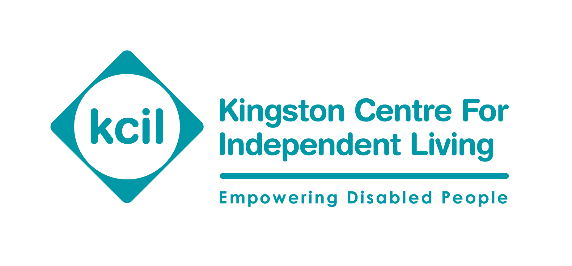 kcil
Kingston Centre For
Independent Living
Empowering Disabled People